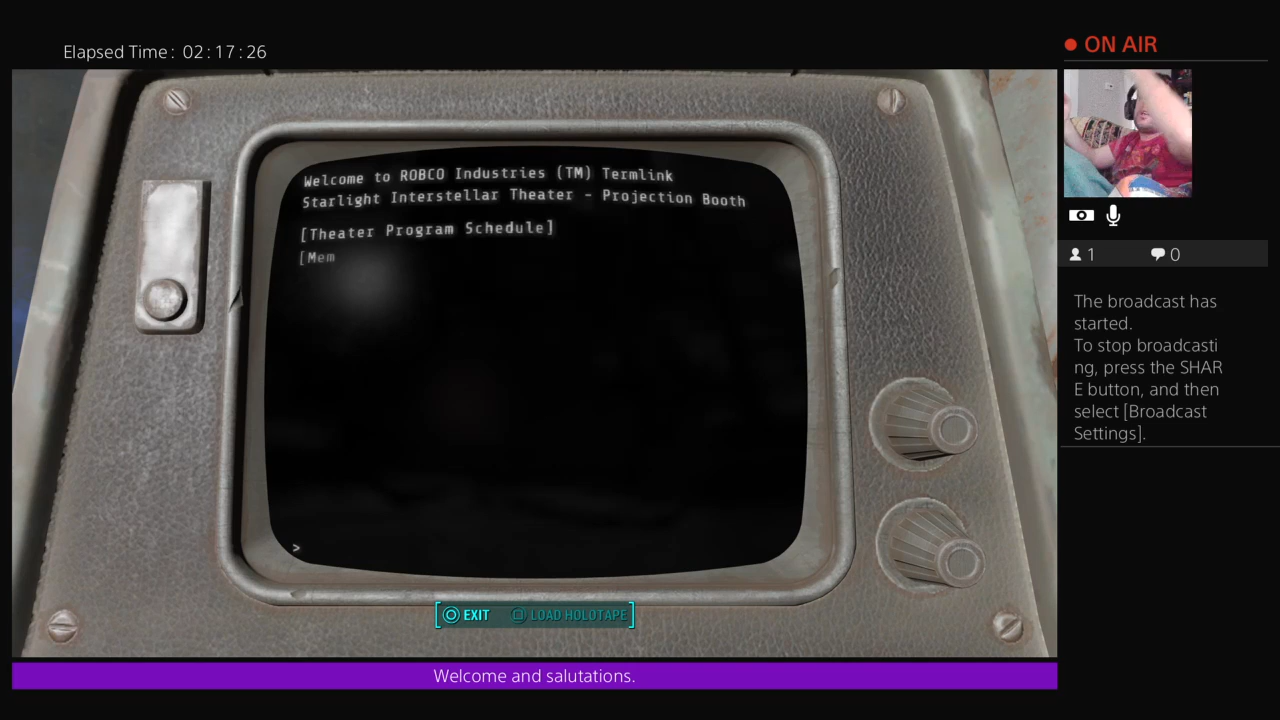 Elapsed Time: 02:17:26
ON AIR
Welcome to ROBCO Industries (TM) Termlink
Starlight Interstellar Theater - Projection Booth
[Theater Program Schedule]
[Mem
>
EXIT LOAD HOLOTAPE
Welcome and salutations.
1 0
The broadcast has
started.
To stop broadcasti
ng, press the SHAR
E button, and then
select [Broadcast
Settings].